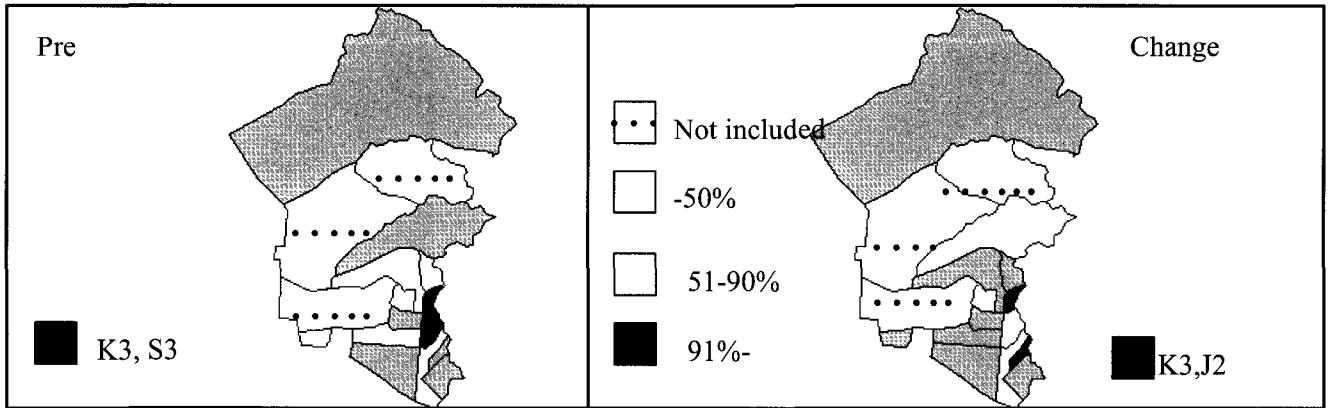 Pre
K3, S3
Not included
-50%
51-90%
91%-
Change
K3,J2